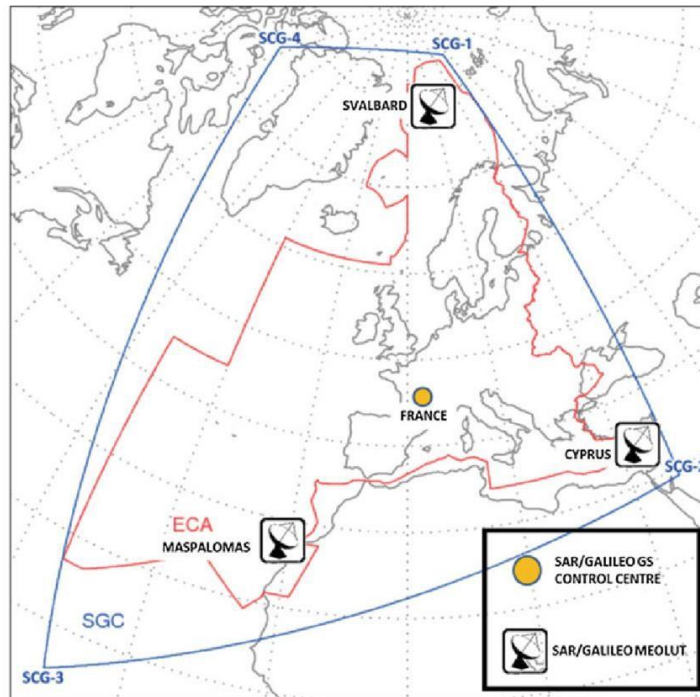 SCG-4
SCG-1
SVALBARD
FRANCE
CYPRUS
SCG-2
ECA
MASPALOMAS
SGC
SCG-3
SAR/GALILEO GS
CONTROL CENTRE
SAR/GALILEO MEOLUT